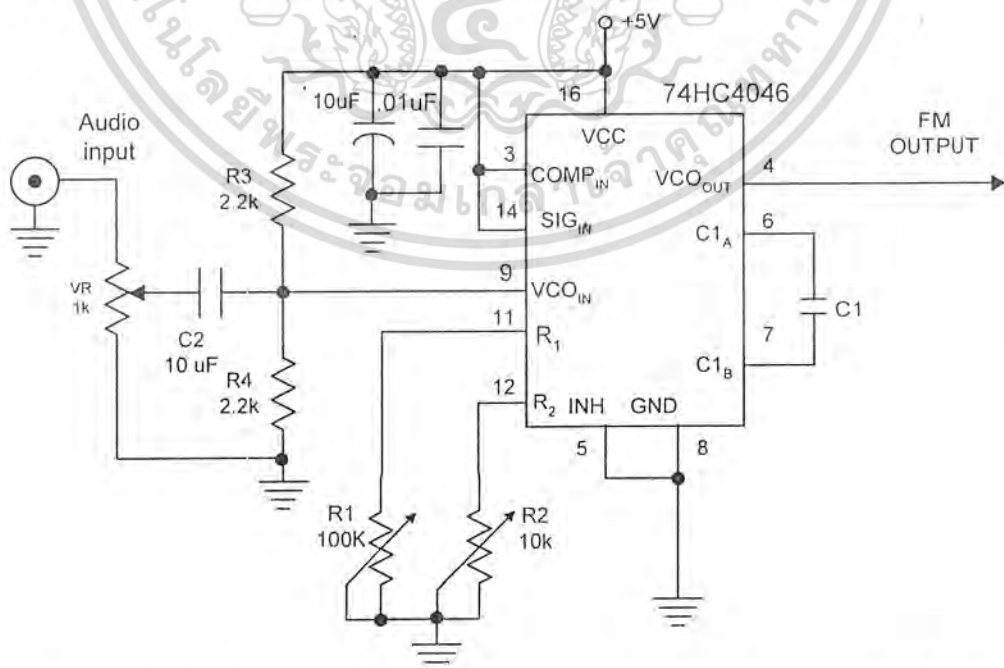 +5V
10uF
.01uF
16
74HC4046
Audio
input
FM
OUTPUT
VCC
3
COMP_IN
4
VCO_OUT
R3
2.2k
14
SIG_IN
6
C1_A
VR
1k
9
VCO_IN
C2
10 uF
11
R_1
7
C1
C1_B
R4
2.2k
12
R_2
INH
GND
5
8
R1
100K
R2
10k